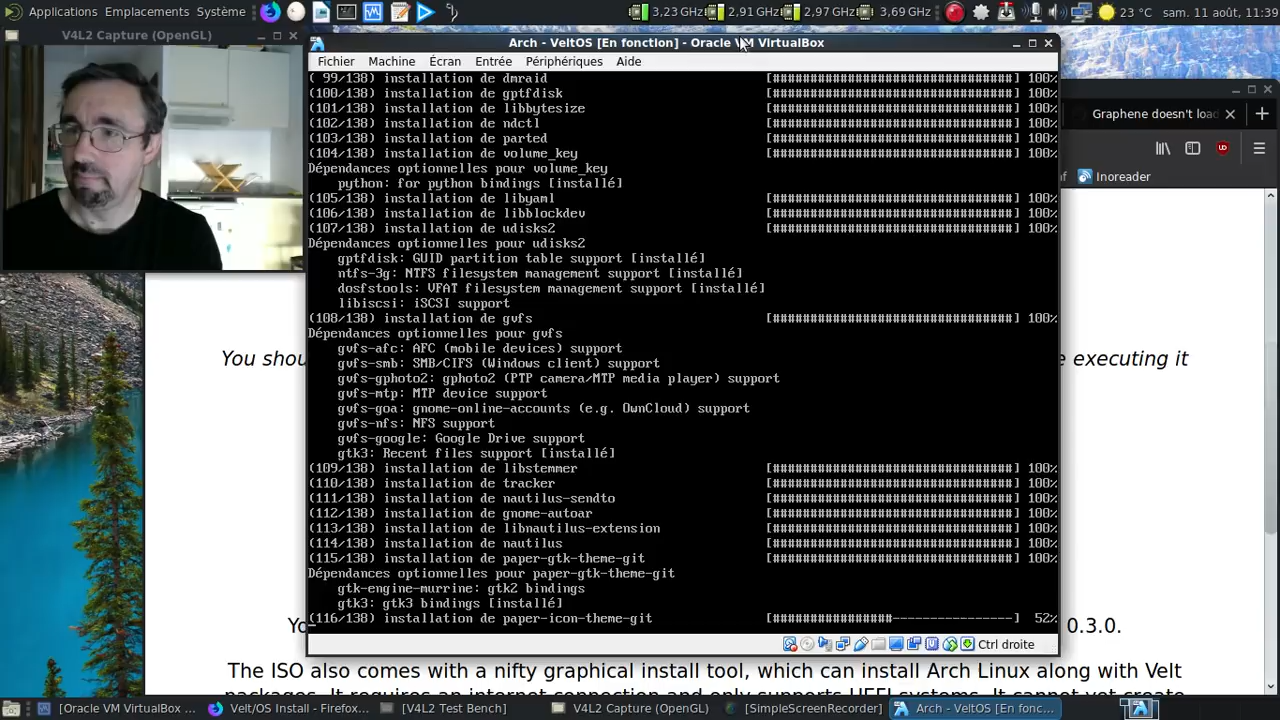 Applications Emplacements Système
3,23 GHz 2,91 GHz 2,97 GHz 3,69 GHz
23 °C sam. 11 août, 11:39
V4L2 Capture (OpenGL)
Arch - VeltOS [En fonction] - Oracle VM VirtualBox
Fichier Machine Écran Entrée Périphériques Aide
( 99/138) installation de dmraid [################################] 100%
(100/138) installation de gptfdisk [################################] 100%
(101/138) installation de libbytesize [################################] 100%
(102/138) installation de ndctl [################################] 100%
(103/138) installation de parted [################################] 100%
(104/138) installation de volume_key [################################] 100%
Dépendances optionnelles pour volume_key
python: for python bindings [installé]
(105/138) installation de libyaml [################################] 100%
(106/138) installation de libblockdev [################################] 100%
(107/138) installation de udisks2 [################################] 100%
Dépendances optionnelles pour udisks2
gptfdisk: GUID partition table support [installé]
ntfs-3g: NTFS filesystem management support [installé]
dosfstools: VFAT filesystem management support [installé]
libiscsi: iSCSI support
(108/138) installation de gvfs [################################] 100%
Dépendances optionnelles pour gvfs
gvfs-afc: AFC (mobile devices) support
gvfs-smb: SMB/CIFS (Windows client) support
gvfs-gphoto2: gphoto2 (PTP camera/MTP media player) support
gvfs-mtp: MTP device support
gvfs-goa: gnome-online-accounts (e.g. OwnCloud) support
gvfs-nfs: NFS support
gvfs-google: Google Drive support
gtk3: Recent files support [installé]
(109/138) installation de libstemmer [################################] 100%
(110/138) installation de tracker [################################] 100%
(111/138) installation de nautilus-sendto [################################] 100%
(112/138) installation de gnome-autoar [################################] 100%
(113/138) installation de libnautilus-extension [################################] 100%
(114/138) installation de nautilus [################################] 100%
(115/138) installation de paper-gtk-theme-git [################################] 100%
Dépendances optionnelles pour paper-gtk-theme-git
gtk-engine-murrine: gtk2 bindings
gtk3: gtk3 bindings [installé]
(116/138) installation de paper-icon-theme-git [################----------------] 52%
Ctrl droite
Graphene doesn't load
Inoreader
You shou
e executing it
Yo
0.3.0.
The ISO also comes with a nifty graphical install tool, which can install Arch Linux along with Velt
packages. It requires an internet connection and only supports UEFI systems. It cannot yet create
[Oracle VM VirtualBox ... Velt/OS Install - Firefox [V4L2 Test Bench] V4L2 Capture (OpenGL) [SimpleScreenRecorder] Arch - VeltOS [En fonc...